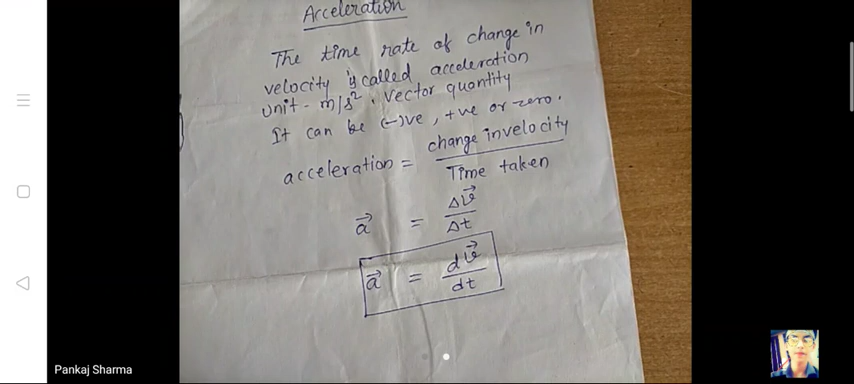 Acceleration
The time rate of change in
velocity is called acceleration
unit - m/s². vector quantity
It can be (-)ve, +ve or zero.
acceleration = change in velocity / Time taken
a⃗ = Δv⃗ / Δt
a⃗ = dv⃗ / dt
Pankaj Sharma